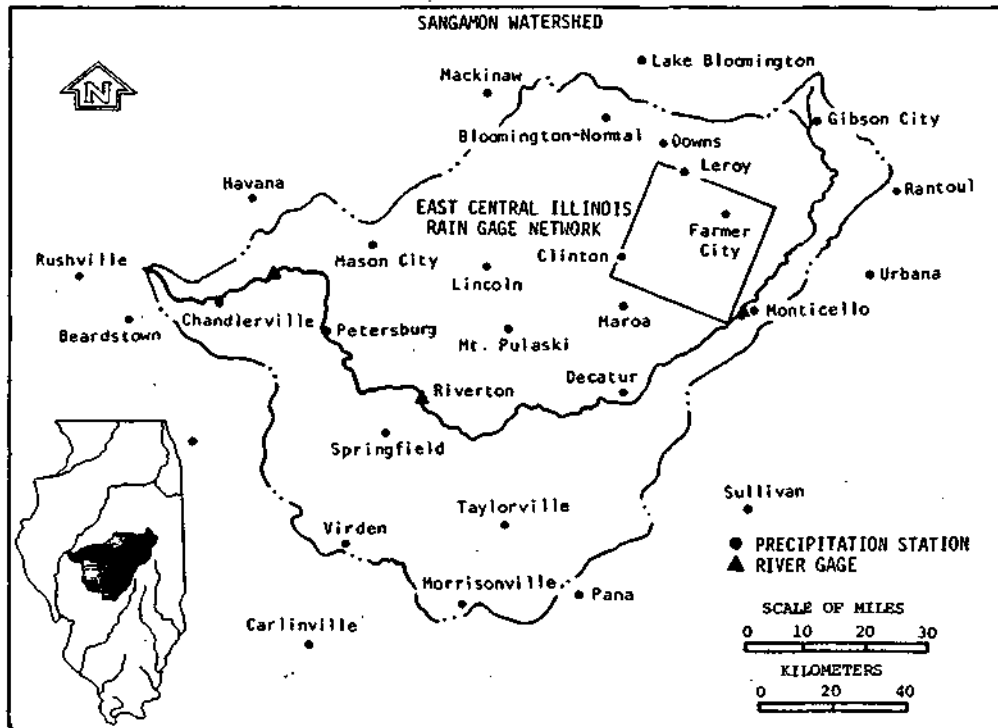 SANGAMON WATERSHED
N
Lake Bloomington
Mackinaw
Gibson City
Bloomington-Normal
Downs
Leroy
Havana
Rantoul
EAST CENTRAL ILLINOIS
RAIN GAGE NETWORK
Farmer
City
Rushville
Mason City
Clinton
Lincoln
Urbana
Chandlerville
Maroa
Monticello
Beardstown
Petersburg
Mt. Pulaski
Decatur
Riverton
Springfield
Sullivan
Taylorville
Virden
PRECIPITATION STATION
RIVER GAGE
Morrisonville
Pana
SCALE OF MILES
Carlinville
0 10 20 30
KILOMETERS
0 20 40